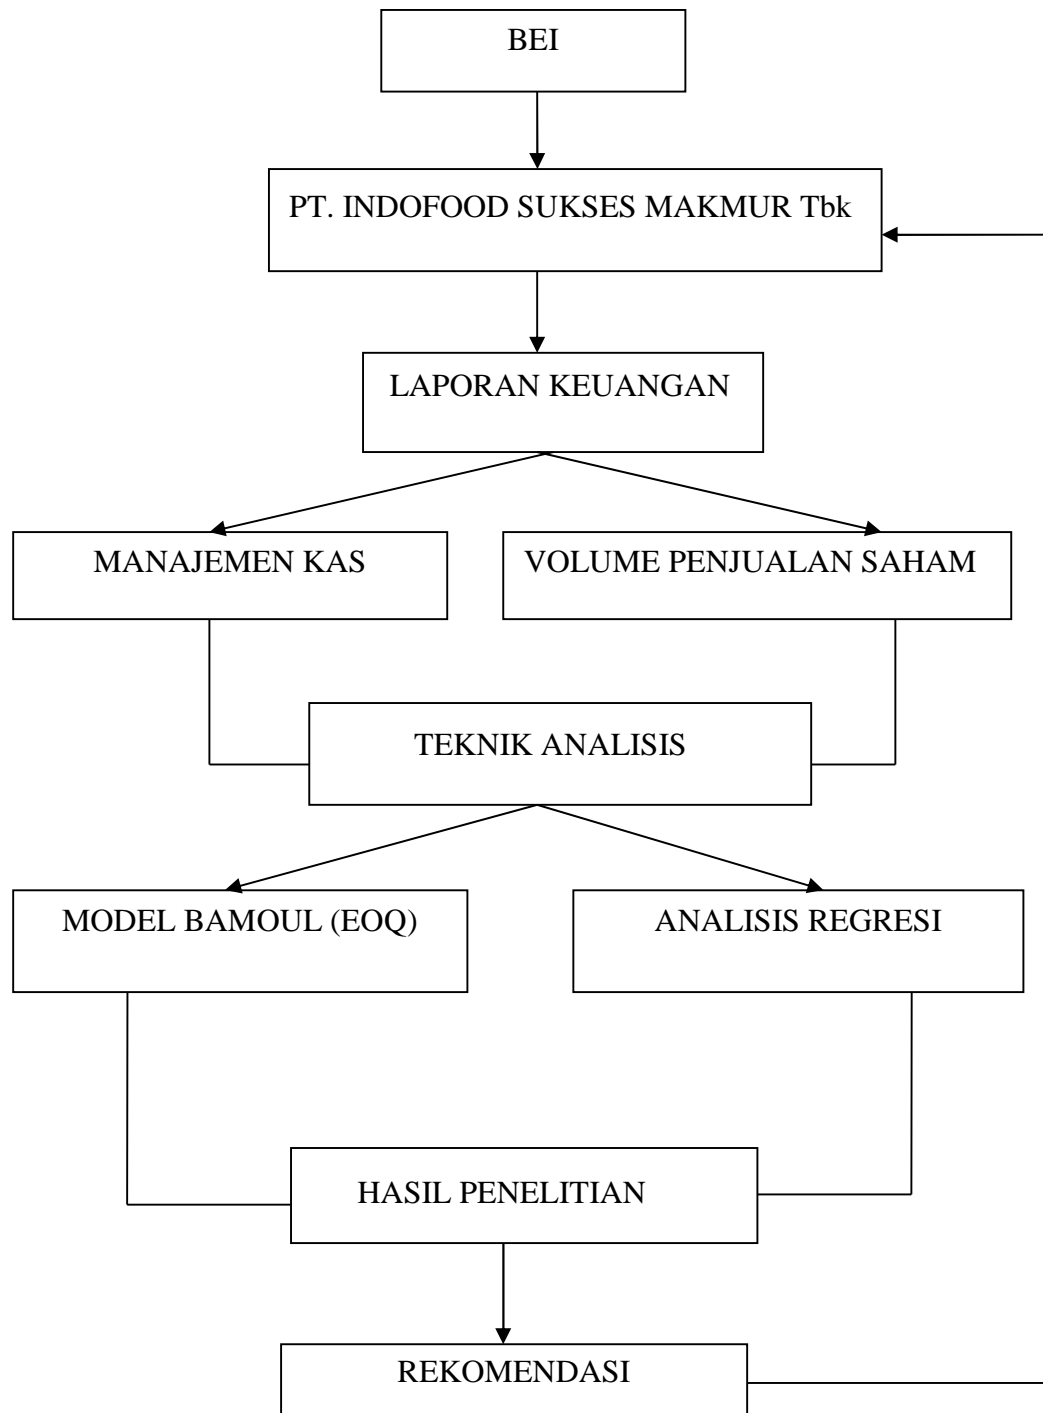 BEI
PT. INDOFOOD SUKSES MAKMUR Tbk
LAPORAN KEUANGAN
MANAJEMEN KAS
VOLUME PENJUALAN SAHAM
TEKNIK ANALISIS
MODEL BAMOUL (EOQ)
ANALISIS REGRESI
HASIL PENELITIAN
REKOMENDASI